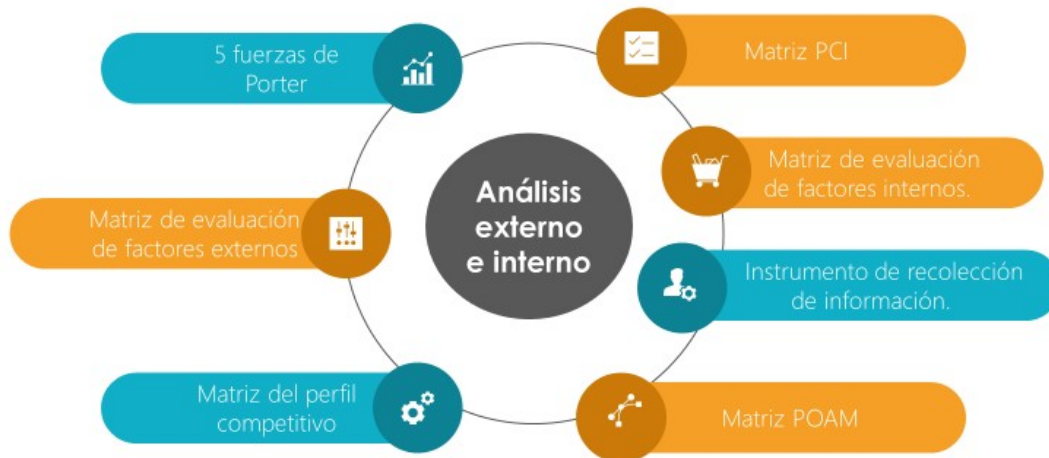 5 fuerzas de
Porter
Matriz PCI
Matriz de evaluación
de factores internos.
Análisis
externo
e interno
Matriz de evaluación
de factores externos
Instrumento de recolección
de información.
Matriz del perfil
competitivo
Matriz POAM